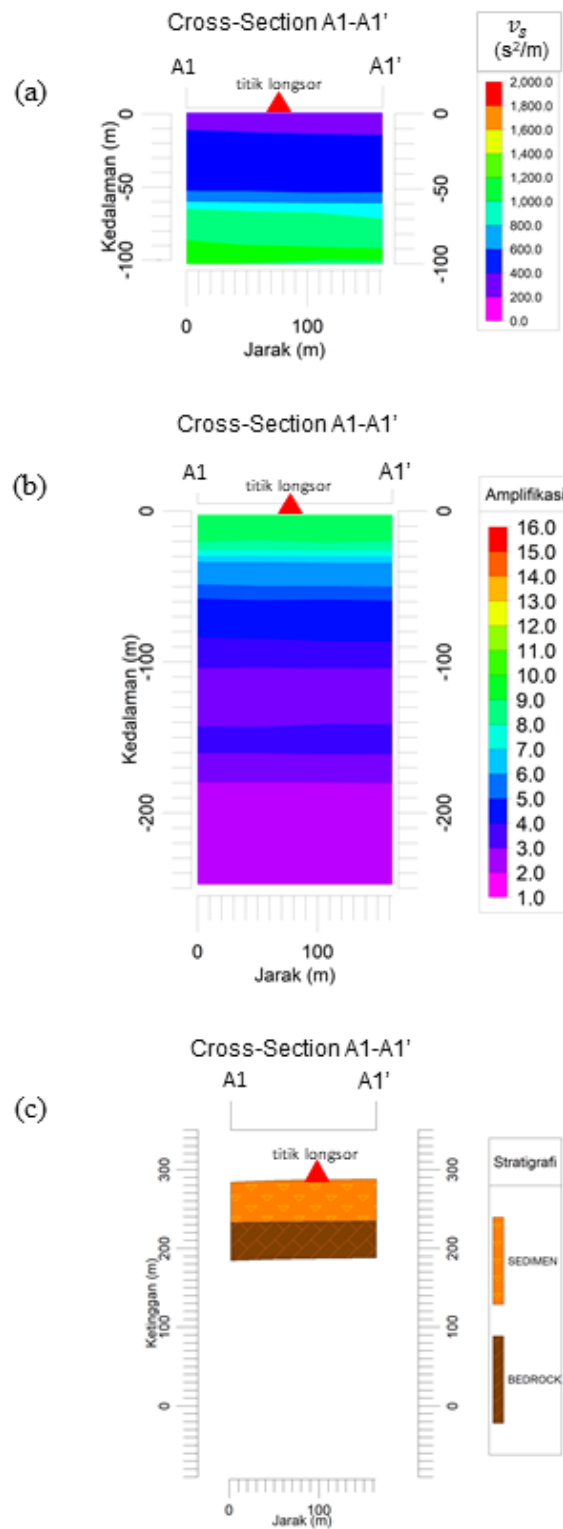 Cross-Section A1-A1'
(a)
A1 A1'
titik longsor
0 0
-50 -50
-100 -100
Kedalaman (m)
0 100
Jarak (m)
vₛ
(s²/m)
2,000.0
1,800.0
1,600.0
1,400.0
1,200.0
1,000.0
800.0
600.0
400.0
200.0
0.0
Cross-Section A1-A1'
(b)
A1 A1'
titik longsor
0 0
-100 -100
-200 -200
Kedalaman (m)
0 100
Jarak (m)
Amplifikasi
16.0
15.0
14.0
13.0
12.0
11.0
10.0
9.0
8.0
7.0
6.0
5.0
4.0
3.0
2.0
1.0
Cross-Section A1-A1'
(c)
A1 A1'
titik longsor
300 300
200 200
100 100
0 0
Ketinggan (m)
0 100
Jarak (m)
Stratigrafi
SEDIMEN
BEDROCK